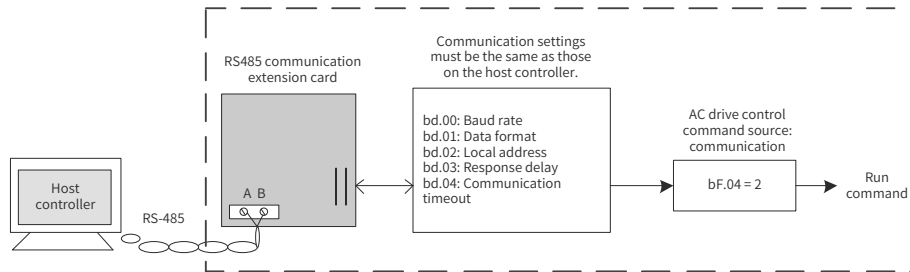 Communication settings
must be the same as those
on the host controller.
RS485 communication
extension card
bd.00: Baud rate
bd.01: Data format
bd.02: Local address
bd.03: Response delay
bd.04: Communication
timeout
AC drive control
command source:
communication
bF.04 = 2
Run
command
Host
controller
RS-485
A B